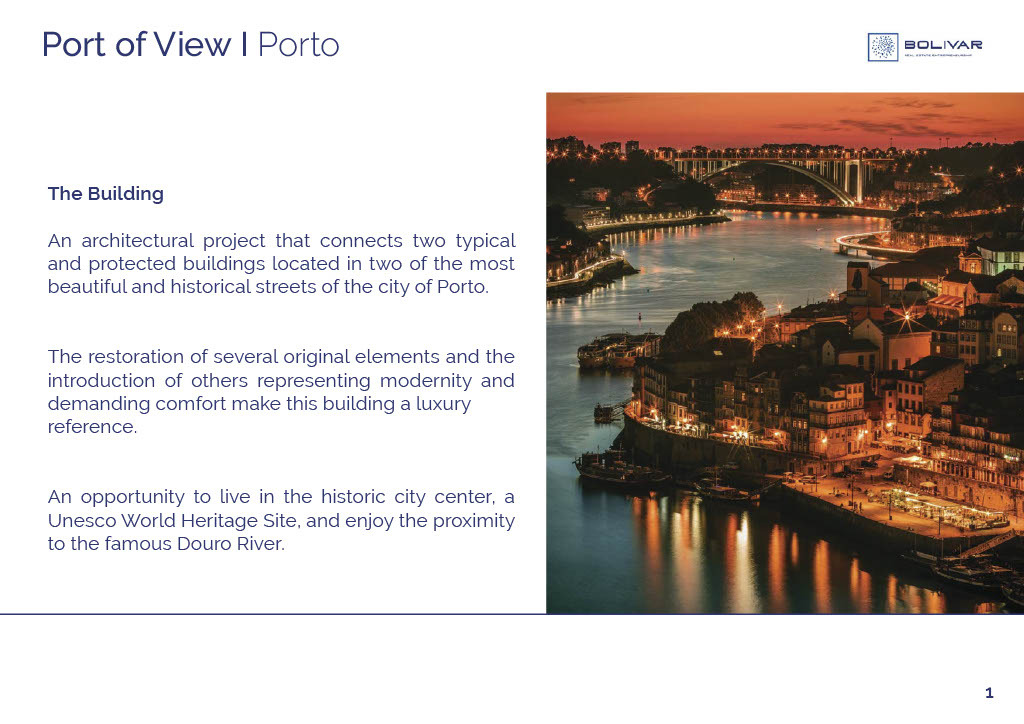 Port of View I Porto
BOLIVAR
REAL ESTATE ENTREPRENEURSHIP
The Building
An architectural project that connects two typical
and protected buildings located in two of the most
beautiful and historical streets of the city of Porto.
The restoration of several original elements and the
introduction of others representing modernity and
demanding comfort make this building a luxury
reference.
An opportunity to live in the historic city center, a
Unesco World Heritage Site, and enjoy the proximity
to the famous Douro River.
1